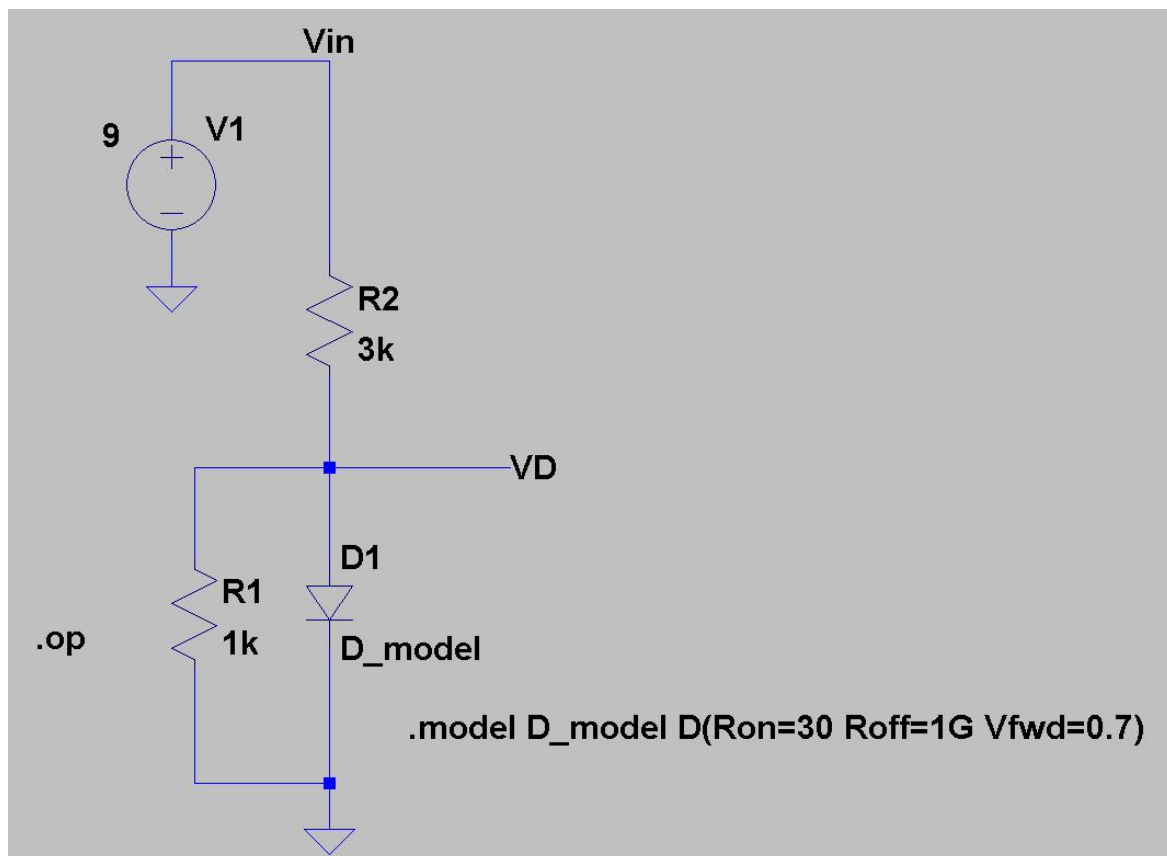 Vin
9
V1
+
−
R2
3k
VD
D1
R1
1k
.op
D_model
.model D_model D(Ron=30 Roff=1G Vfwd=0.7)